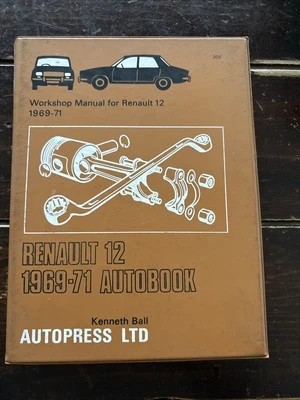 Workshop Manual for Renault 12
1969-71
RENAULT 12
1969-71 AUTOBOOK
Kenneth Ball
AUTOPRESS LTD